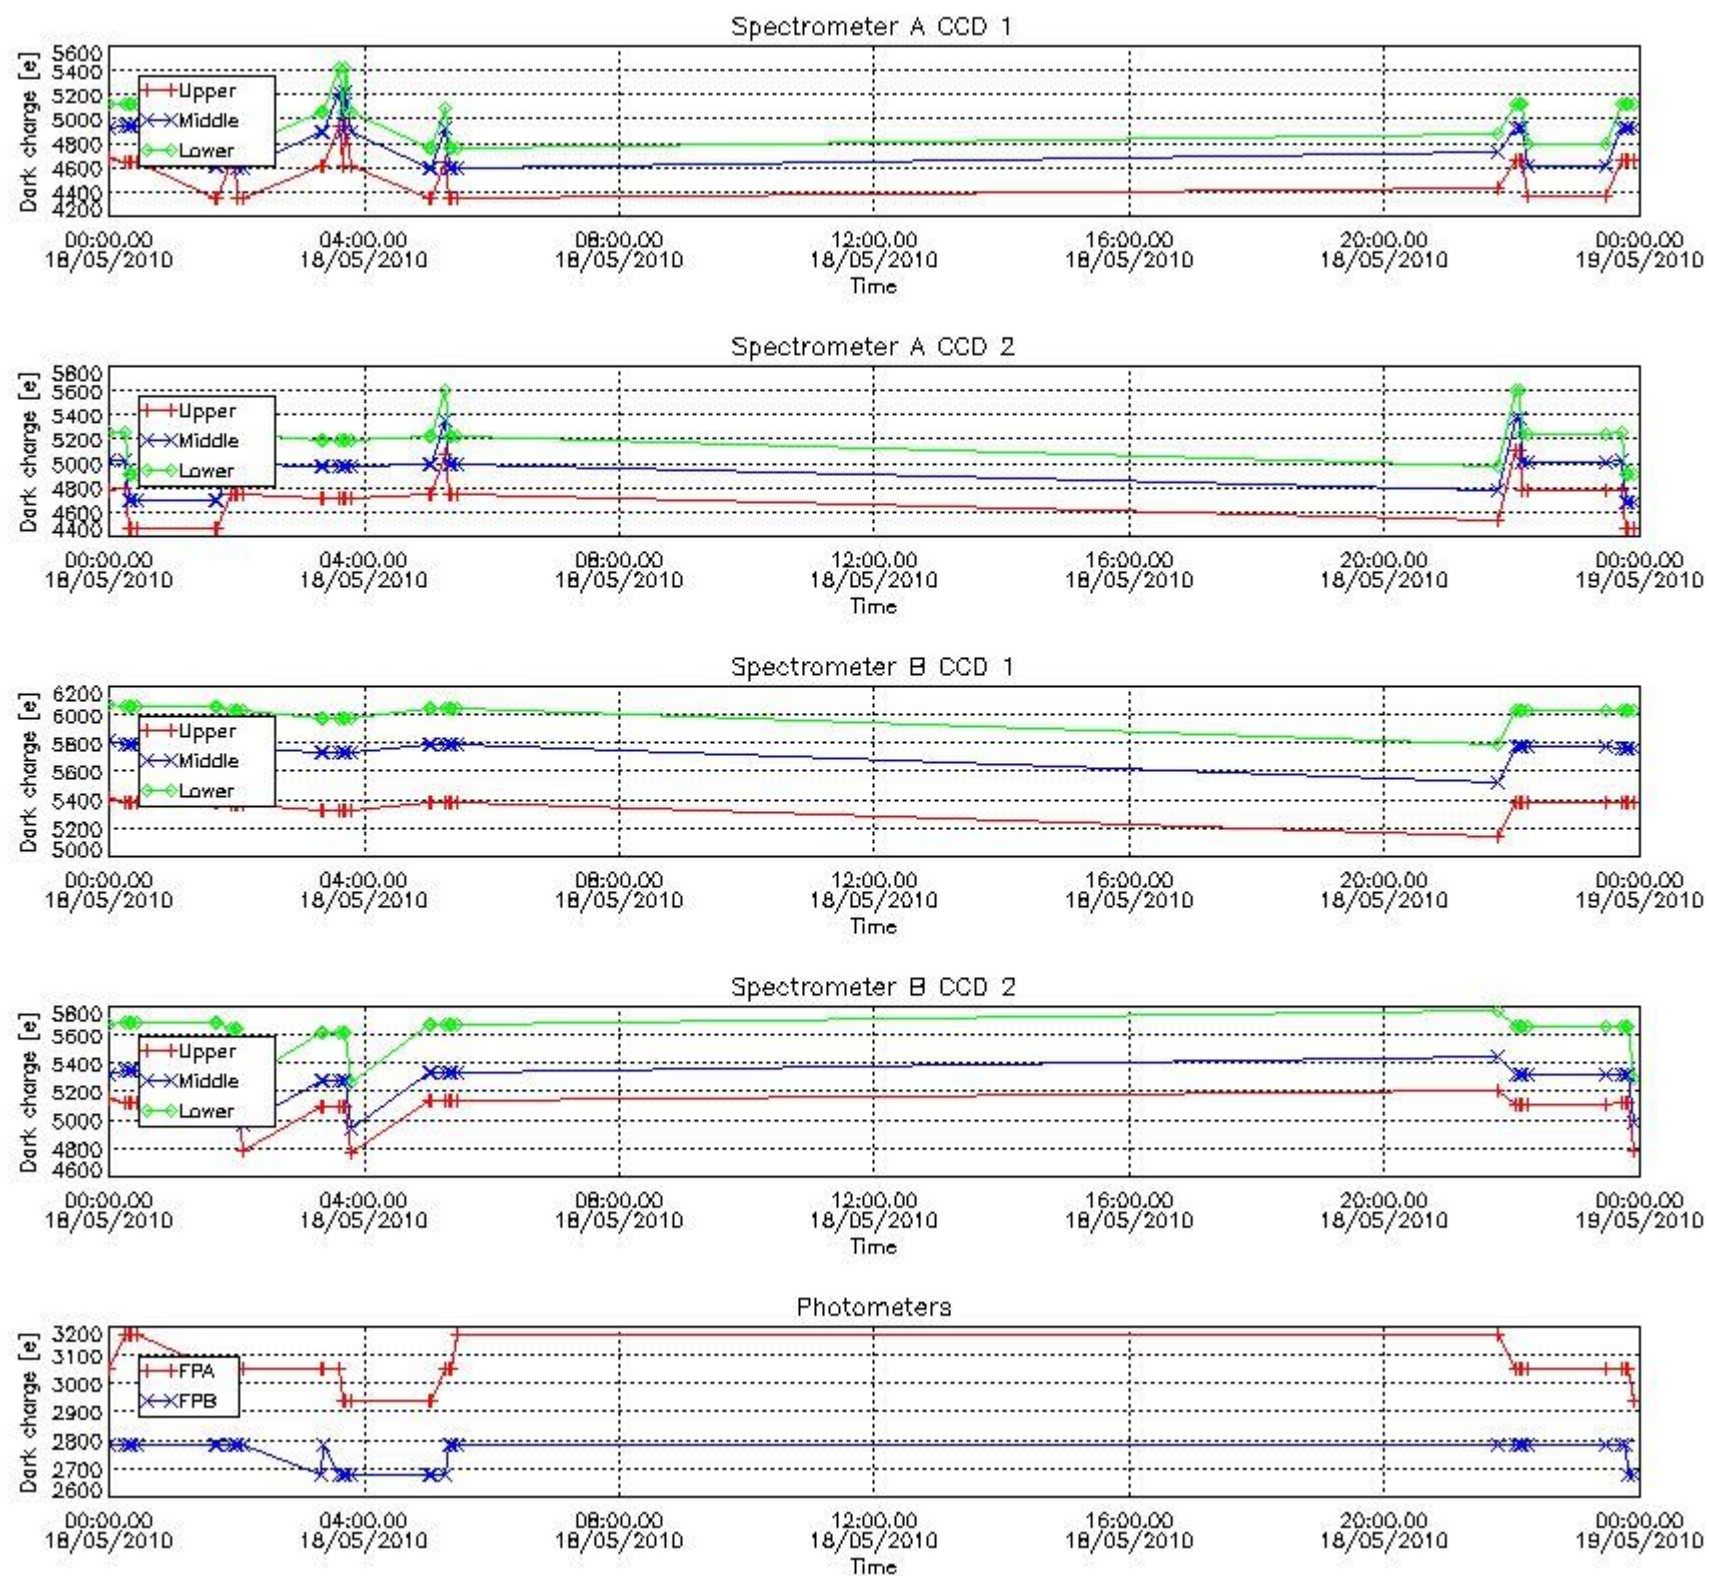 Spectrometer A CCD 1
Dark charge [e]
5600
5400
5200
5000
4800
4600
4400
4200
Upper
Middle
Lower
00:00.00 04:00.00 08:00.00 12:00.00 16:00.00 20:00.00 00:00.00
18/05/2010 18/05/2010 18/05/2010 18/05/2010 18/05/2010 18/05/2010 19/05/2010
Time
Spectrometer A CCD 2
Dark charge [e]
5800
5600
5400
5200
5000
4800
4600
4400
Upper
Middle
Lower
00:00.00 04:00.00 08:00.00 12:00.00 16:00.00 20:00.00 00:00.00
18/05/2010 18/05/2010 18/05/2010 18/05/2010 18/05/2010 18/05/2010 19/05/2010
Time
Spectrometer B CCD 1
Dark charge [e]
6200
6000
5800
5600
5400
5200
5000
Upper
Middle
Lower
00:00.00 04:00.00 08:00.00 12:00.00 16:00.00 20:00.00 00:00.00
18/05/2010 18/05/2010 18/05/2010 18/05/2010 18/05/2010 18/05/2010 19/05/2010
Time
Spectrometer B CCD 2
Dark charge [e]
5800
5600
5400
5200
5000
4800
4600
Upper
Middle
Lower
00:00.00 04:00.00 08:00.00 12:00.00 16:00.00 20:00.00 00:00.00
18/05/2010 18/05/2010 18/05/2010 18/05/2010 18/05/2010 18/05/2010 19/05/2010
Time
Photometers
Dark charge [e]
3200
3100
3000
2900
2800
2700
2600
FPA
FPB
00:00.00 04:00.00 08:00.00 12:00.00 16:00.00 20:00.00 00:00.00
18/05/2010 18/05/2010 18/05/2010 18/05/2010 18/05/2010 18/05/2010 19/05/2010
Time